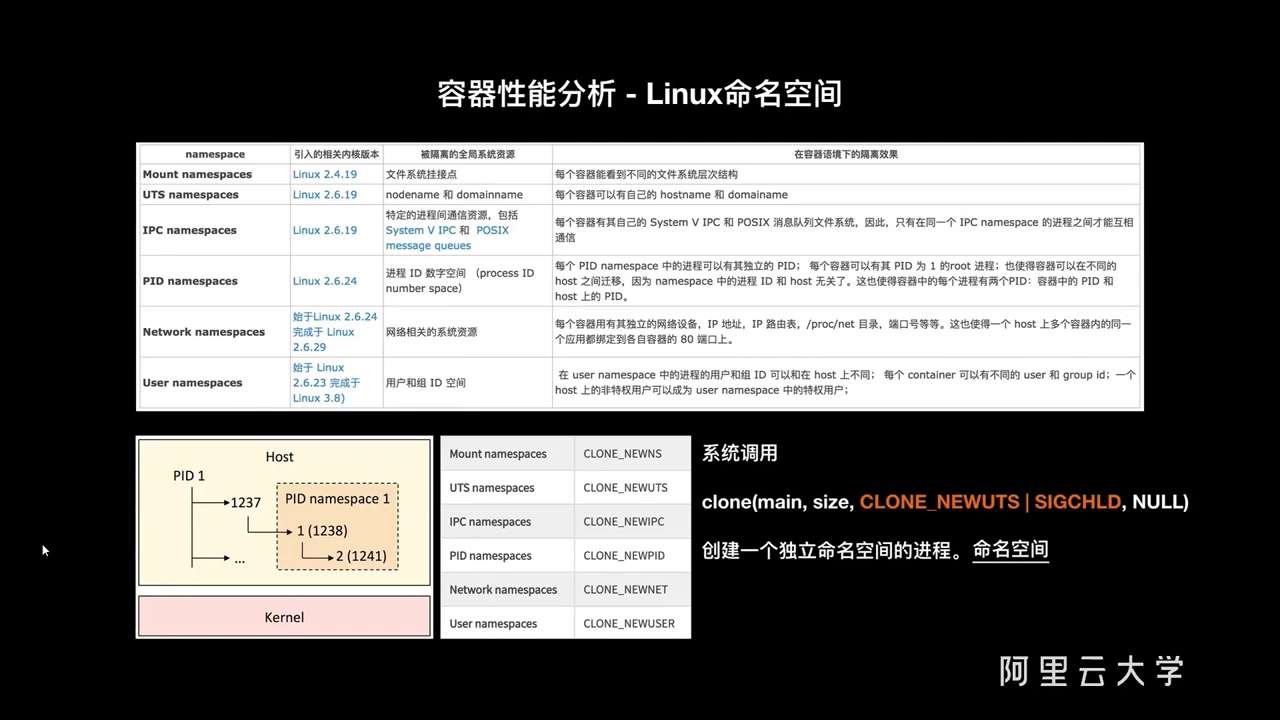 容器性能分析 - Linux命名空间
namespace 引入的相关内核版本 被隔离的全局系统资源 在容器语境下的隔离效果
Mount namespaces Linux 2.4.19 文件系统挂接点 每个容器能看到不同的文件系统层次结构
UTS namespaces Linux 2.6.19 nodename 和 domainname 每个容器可以有自己的 hostname 和 domainame
IPC namespaces Linux 2.6.19
特定的进程间通信资源，包括
System V IPC 和 POSIX
message queues
每个容器有其自己的 System V IPC 和 POSIX 消息队列文件系统，因此，只有在同一个 IPC namespace 的进程之间才能互相
通信
PID namespaces Linux 2.6.24
进程 ID 数字空间 （process ID
number space）
每个 PID namespace 中的进程可以有其独立的 PID； 每个容器可以有其 PID 为 1 的root 进程；也使得容器可以在不同的
host 之间迁移，因为 namespace 中的进程 ID 和 host 无关了。这也使得容器中的每个进程有两个PID：容器中的 PID 和
host 上的 PID。
Network namespaces
始于Linux 2.6.24
完成于 Linux
2.6.29
网络相关的系统资源
每个容器用有其独立的网络设备，IP 地址，IP 路由表，/proc/net 目录，端口号等等。这也使得一个 host 上多个容器内的同一
个应用都绑定到各自容器的 80 端口上。
User namespaces
始于 Linux
2.6.23 完成于
Linux 3.8)
用户和组 ID 空间
在 user namespace 中的进程的用户和组 ID 可以和在 host 上不同； 每个 container 可以有不同的 user 和 group id；一个
host 上的非特权用户可以成为 user namespace 中的特权用户；
Host
PID 1
1237
PID namespace 1
1 (1238)
2 (1241)
...
Kernel
Mount namespaces CLONE_NEWNS
UTS namespaces CLONE_NEWUTS
IPC namespaces CLONE_NEWIPC
PID namespaces CLONE_NEWPID
Network namespaces CLONE_NEWNET
User namespaces CLONE_NEWUSER
系统调用
clone(main, size, CLONE_NEWUTS | SIGCHLD, NULL)
创建一个独立命名空间的进程。命名空间
阿里云大学